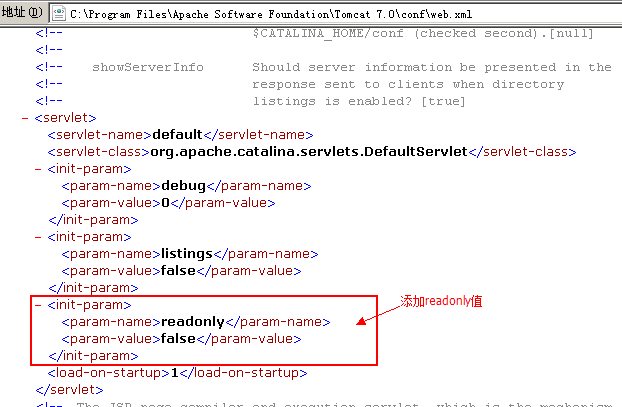 地址(D) C:\Program Files\Apache Software Foundation\Tomcat 7.0\conf\web.xml
<!-- $CATALINA_HOME/conf (checked second).[null]
<!--
<!-- showServerInfo Should server information be presented in the
<!-- response sent to clients when directory
<!-- listings is enabled? [true]
- <servlet>
<servlet-name>default</servlet-name>
<servlet-class>org.apache.catalina.servlets.DefaultServlet</servlet-class>
- <init-param>
<param-name>debug</param-name>
<param-value>0</param-value>
</init-param>
- <init-param>
<param-name>listings</param-name>
<param-value>false</param-value>
</init-param>
- <init-param>
添加readonly值
<param-name>readonly</param-name>
<param-value>false</param-value>
</init-param>
<load-on-startup>1</load-on-startup>
</servlet>
<!-- The JSP page compiler and execution servlet, which is the mechanism